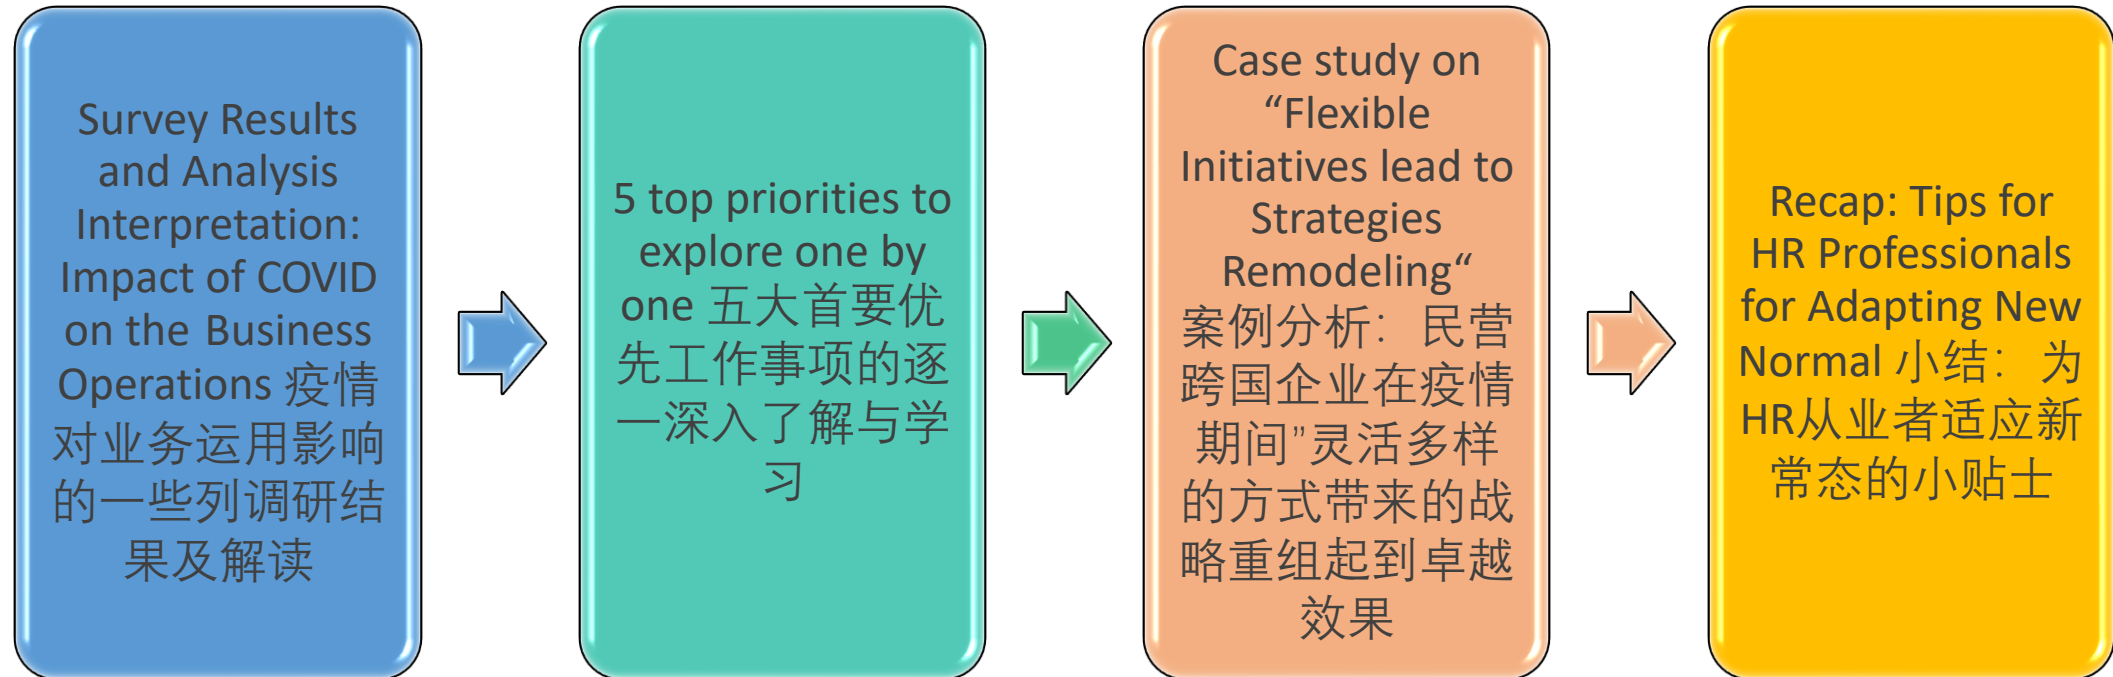 Survey Results
and Analysis
Interpretation:
Impact of COVID
on the Business
Operations 疫情
对业务运用影响
的一些列调研结
果及解读
5 top priorities to
explore one by
one 五大首要优
先工作事项的逐
一深入了解与学
习
Case study on
“Flexible
Initiatives lead to
Strategies
Remodeling“
案例分析：民营
跨国企业在疫情
期间”灵活多样
的方式带来的战
略重组起到卓越
效果
Recap: Tips for
HR Professionals
for Adapting New
Normal 小结：为
HR从业者适应新
常态的小贴士